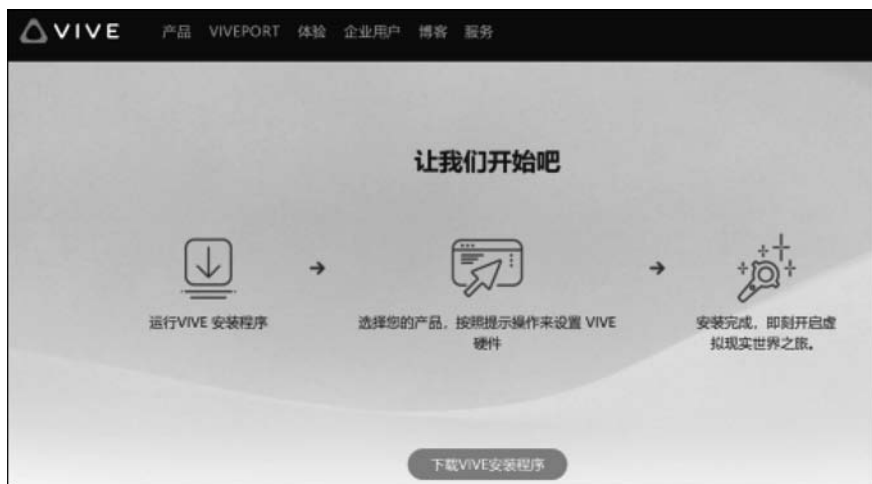 VIVE 产品 VIVEPORT 体验 企业用户 博客 服务
让我们开始吧
运行VIVE 安装程序
选择您的产品，按照提示操作来设置 VIVE
硬件
安装完成，即刻开启虚
拟现实世界之旅。
下载VIVE安装程序